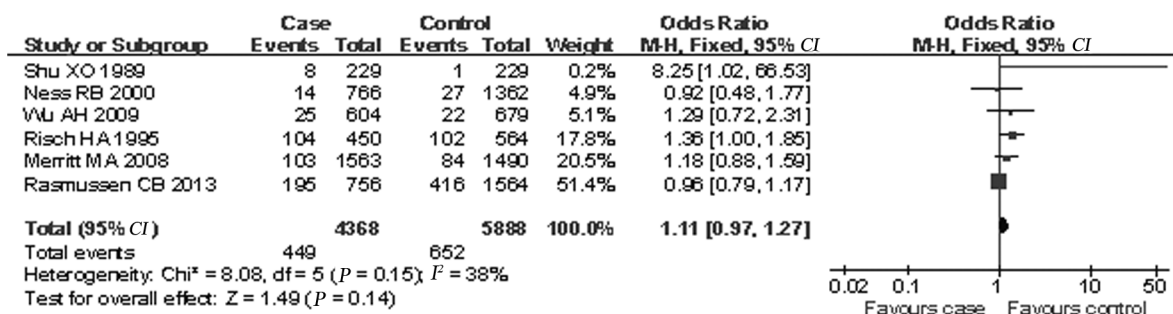 Case Control Odds Ratio Odds Ratio
Study or Subgroup Events Total Events Total Weight M-H, Fixed, 95% CI M-H, Fixed, 95% CI
Shu XO 1989 8 229 1 229 0.2% 8.25 [1.02, 66.53]
Ness RB 2000 14 766 27 1362 4.9% 0.92 [0.48, 1.77]
Wu AH 2009 25 604 22 679 5.1% 1.29 [0.72, 2.31]
Risch HA 1995 104 450 102 564 17.8% 1.36 [1.00, 1.85]
Merritt MA 2008 103 1563 84 1490 20.5% 1.18 [0.88, 1.59]
Rasmussen CB 2013 195 756 416 1564 51.4% 0.96 [0.79, 1.17]
Total (95% CI) 4368 5888 100.0% 1.11 [0.97, 1.27]
Total events 449 652
Heterogeneity: Chi² = 8.08, df = 5 (P = 0.15); I² = 38%
Test for overall effect: Z = 1.49 (P = 0.14)
0.02 0.1 1 10 50
Favours case Favours control